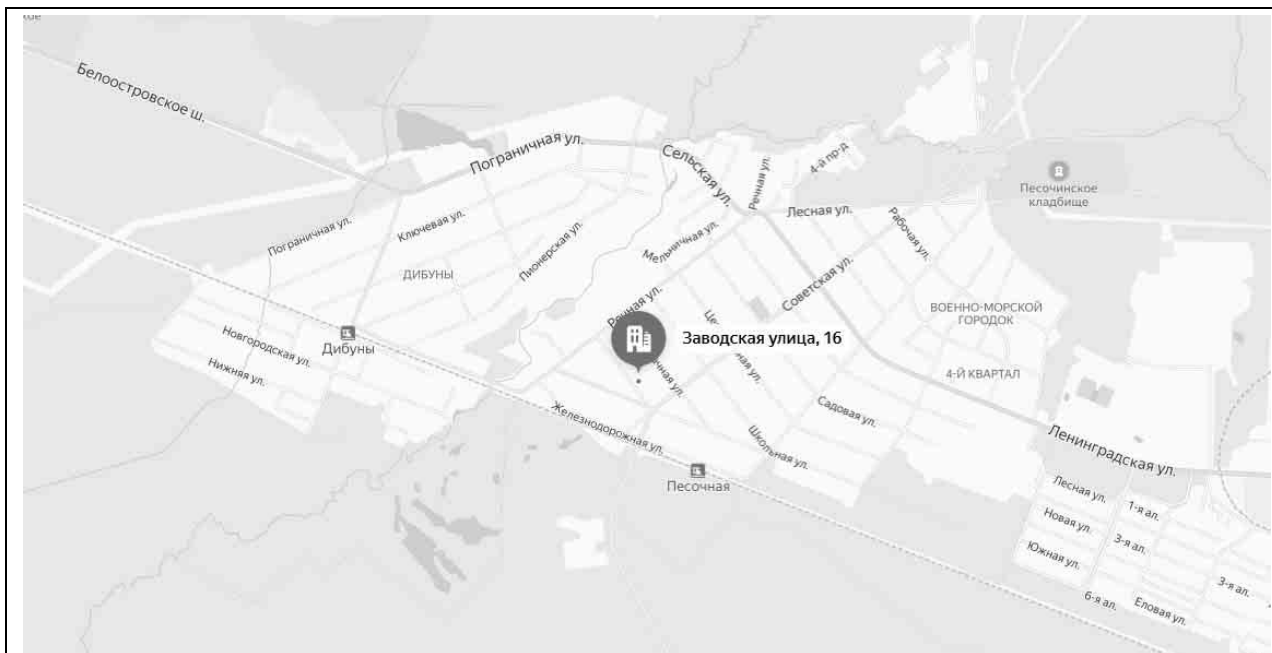 Белоостровское ш.
Пограничная ул.
Сельская ул.
Речная ул.
4-й пр-д
Песочинское
кладбище
Лесная ул.
Рабочая ул.
Пограничная ул.
Ключевая ул.
Пионерская ул.
Мельничная ул.
ДИБУНЫ
Советская ул.
ВОЕННО-МОРСКОЙ
ГОРОДОК
Речная ул.
Заводская улица, 16
Новгородская ул.
Дибуны
Нижняя ул.
4-Й КВАРТАЛ
Садовая ул.
Железнодорожная ул.
Школьная ул.
Ленинградская ул.
Песочная
Лесная ул.
1-я ал.
Новая ул.
3-я ал.
Южная ул.
3-я ал.
6-я ал.
Еловая ул.